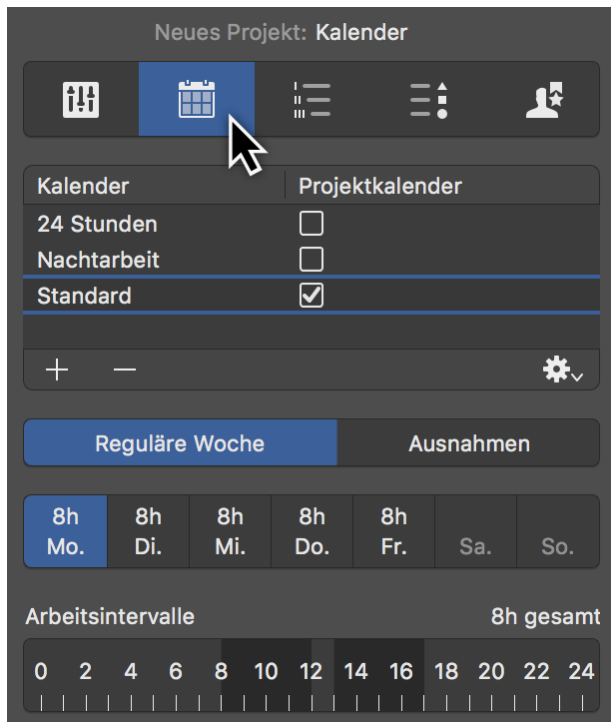 Neues Projekt: Kalender
Kalender Projektkalender
24 Stunden
Nachtarbeit
Standard
Reguläre Woche Ausnahmen
8h 8h 8h 8h 8h
Mo. Di. Mi. Do. Fr. Sa. So.
Arbeitsintervalle 8h gesamt
0 2 4 6 8 10 12 14 16 18 20 22 24